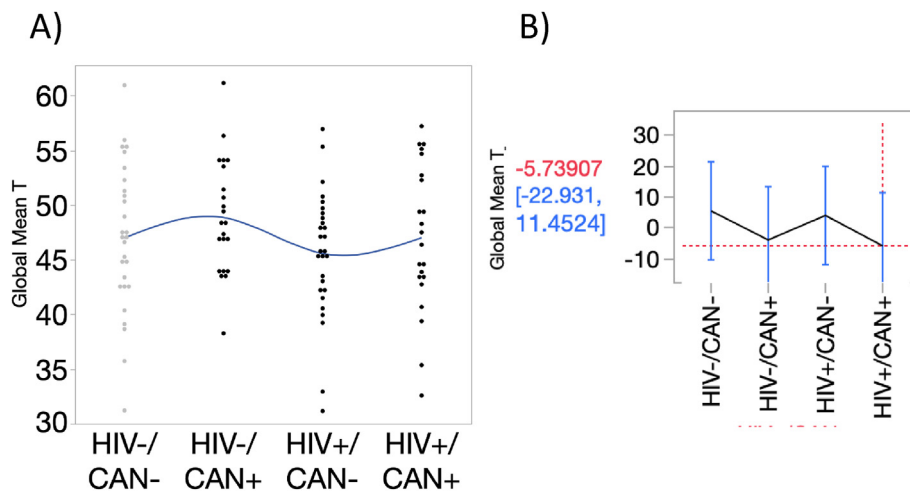 A)
B)
Global Mean T
60
55
50
45
40
35
30
HIV-/
CAN-
HIV-/
CAN+
HIV+/
CAN-
HIV+/
CAN+
Global Mean T
-5.73907
[-22.931,
11.4524]
30
20
10
0
-10
HIV-/CAN-
HIV-/CAN+
HIV+/CAN-
HIV+/CAN+